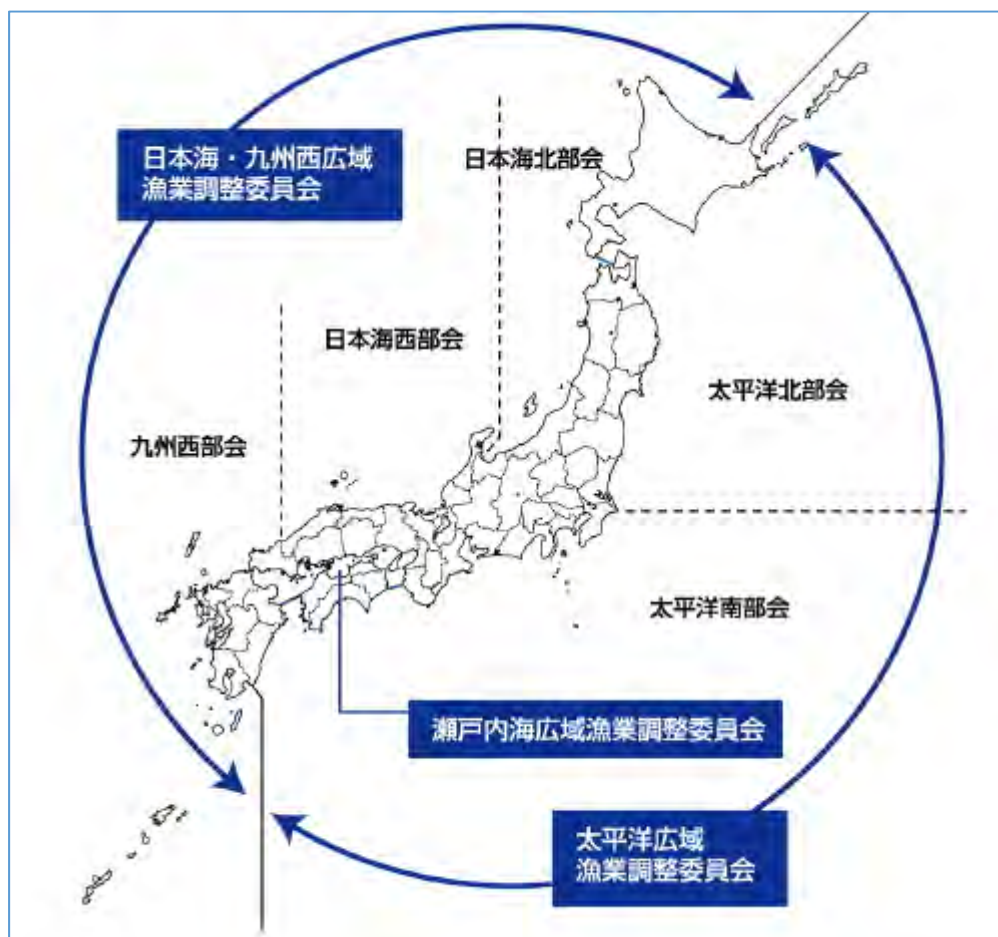 日本海・九州西広域
漁業調整委員会
日本海北部会
日本海西部会
太平洋北部会
九州西部会
太平洋南部会
瀬戸内海広域漁業調整委員会
太平洋広域
漁業調整委員会